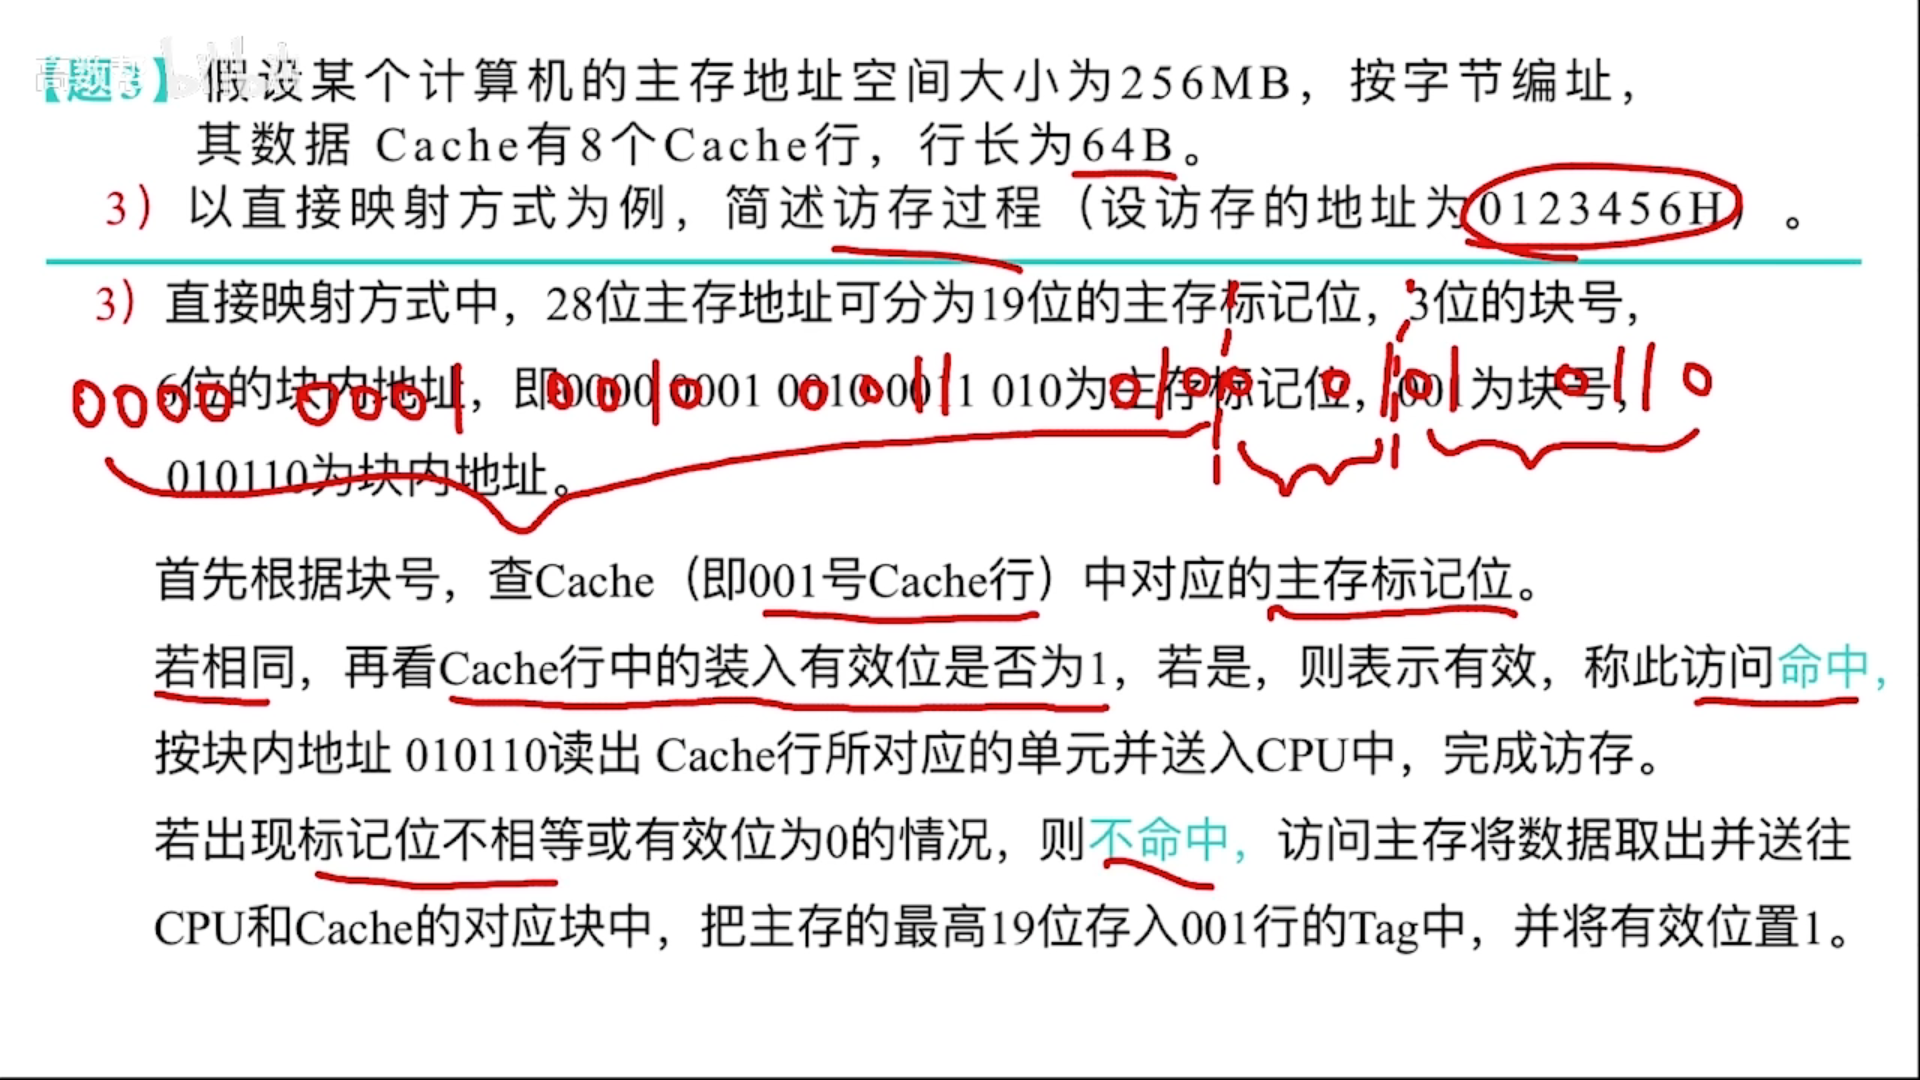 【题3】假设某个计算机的主存地址空间大小为256MB，按字节编址，
其数据 Cache有8个Cache行，行长为64B。
3）以直接映射方式为例，简述访存过程（设访存的地址为0123456H）。
3）直接映射方式中，28位主存地址可分为19位的主存标记位，3位的块号，
6位的块内地址，即0000 0001 0010 0011 010为主存标记位，001为块号，
0000 0001 0010 0011 0100 0101 0110
010110为块内地址。
首先根据块号，查Cache（即001号Cache行）中对应的主存标记位。
若相同，再看Cache行中的装入有效位是否为1，若是，则表示有效，称此访问命中，
按块内地址 010110读出 Cache行所对应的单元并送入CPU中，完成访存。
若出现标记位不相等或有效位为0的情况，则不命中，访问主存将数据取出并送往
CPU和Cache的对应块中，把主存的最高19位存入001行的Tag中，并将有效位置1。